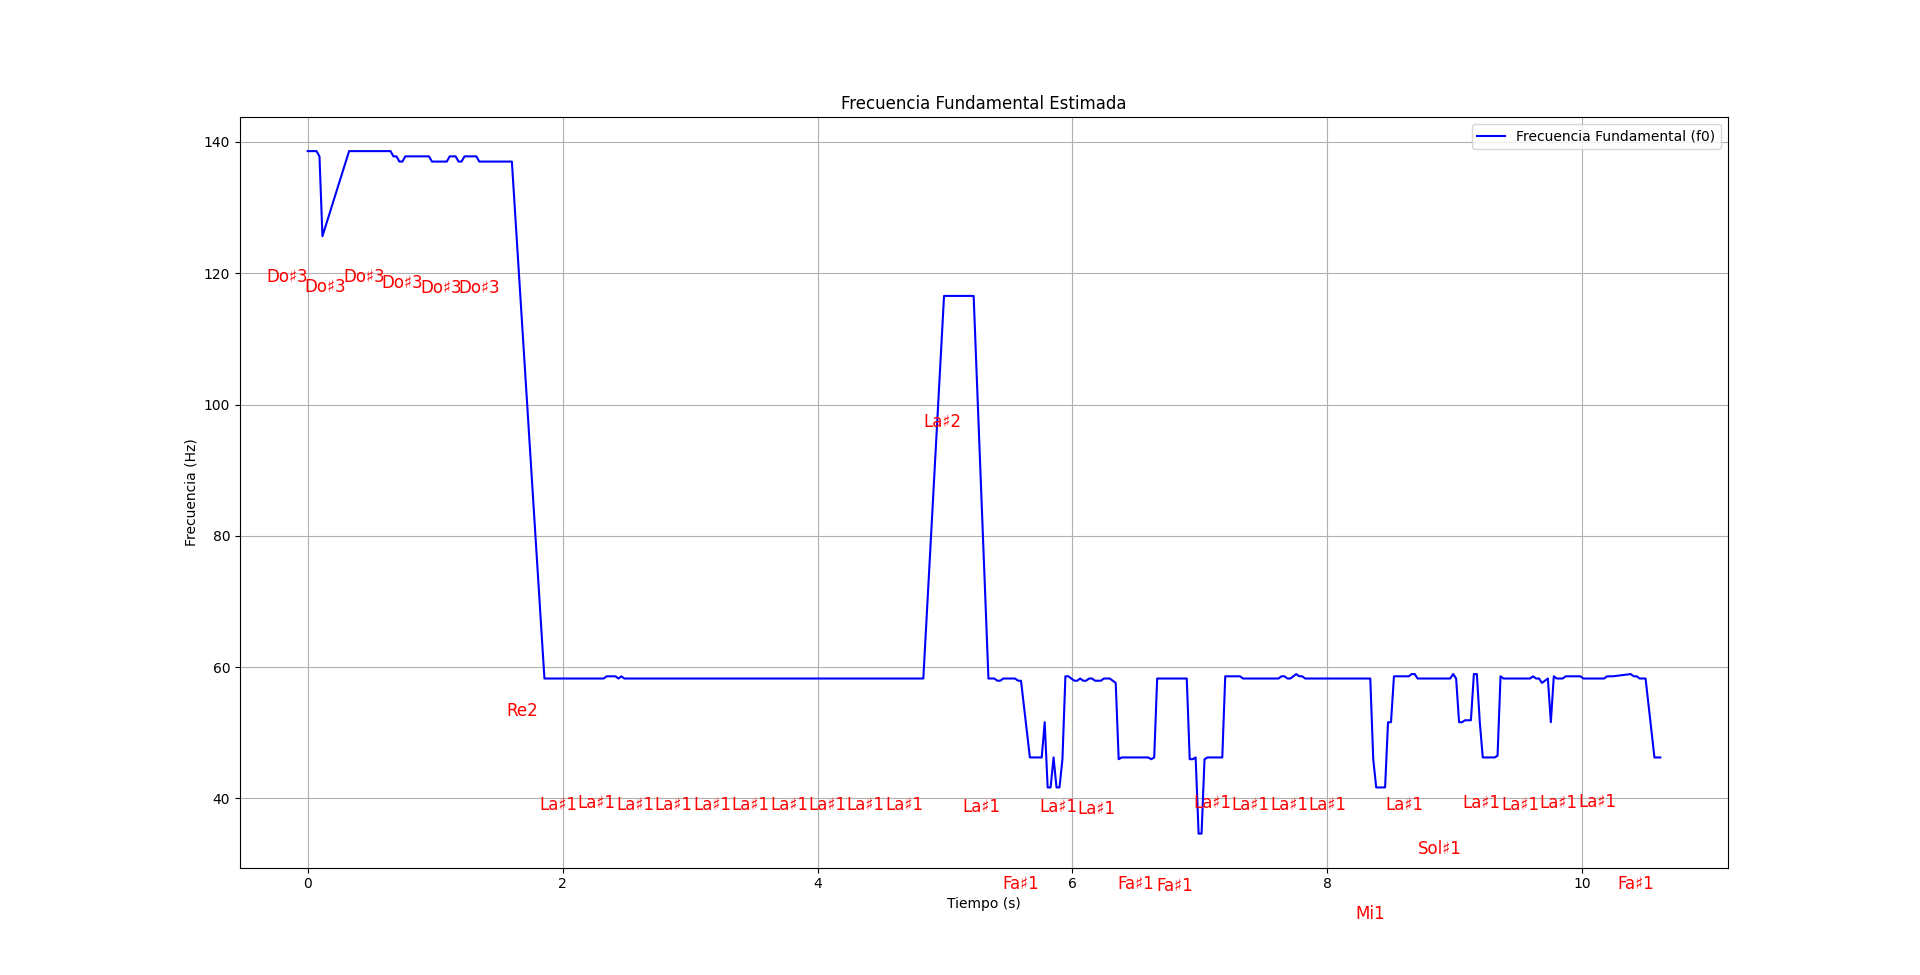 Frecuencia Fundamental Estimada
Frecuencia Fundamental (f0)
Frecuencia (Hz)
140
120
100
80
60
40
Do♯3 Do♯3 Do♯3 Do♯3 Do♯3 Do♯3
La♯2
Re2
La♯1 La♯1 La♯1 La♯1 La♯1 La♯1 La♯1 La♯1 La♯1 La♯1 La♯1 La♯1 La♯1 La♯1 La♯1 La♯1 La♯1 La♯1 La♯1 La♯1 La♯1 La♯1
Sol♯1
Fa♯1 Fa♯1 Fa♯1 Fa♯1
Mi1
0 2 4 6 8 10
Tiempo (s)